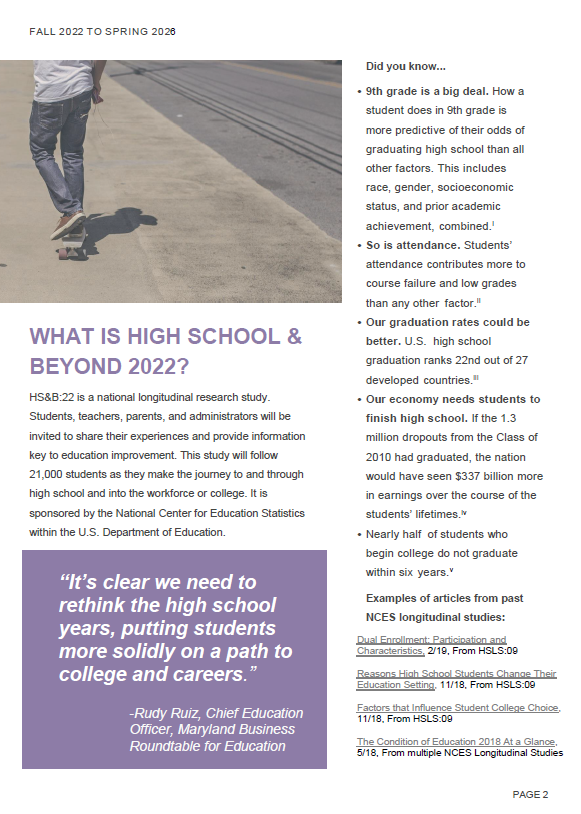 FALL 2022 TO SPRING 2026
WHAT IS HIGH SCHOOL &
BEYOND 2022?
HS&B:22 is a national longitudinal research study.
Students, teachers, parents, and administrators will be
invited to share their experiences and provide information
key to education improvement. This study will follow
21,000 students as they make the journey to and through
high school and into the workforce or college. It is
sponsored by the National Center for Education Statistics
within the U.S. Department of Education.
“It’s clear we need to
rethink the high school
years, putting students
more solidly on a path to
college and careers.”
-Rudy Ruiz, Chief Education
Officer, Maryland Business
Roundtable for Education
Did you know...
• 9th grade is a big deal. How a
student does in 9th grade is
more predictive of their odds of
graduating high school than all
other factors. This includes
race, gender, socioeconomic
status, and prior academic
achievement, combined.i
• So is attendance. Students’
attendance contributes more to
course failure and low grades
than any other factor.ii
• Our graduation rates could be
better. U.S. high school
graduation ranks 22nd out of 27
developed countries.iii
• Our economy needs students to
finish high school. If the 1.3
million dropouts from the Class of
2010 had graduated, the nation
would have seen $337 billion more
in earnings over the course of the
students’ lifetimes.iv
• Nearly half of students who
begin college do not graduate
within six years.v
Examples of articles from past
NCES longitudinal studies:
Dual Enrollment: Participation and
Characteristics, 2/19, From HSLS:09
Reasons High School Students Change Their
Education Setting, 11/18, From HSLS:09
Factors that Influence Student College Choice,
11/18, From HSLS:09
The Condition of Education 2018 At a Glance,
5/18, From multiple NCES Longitudinal Studies
PAGE 2